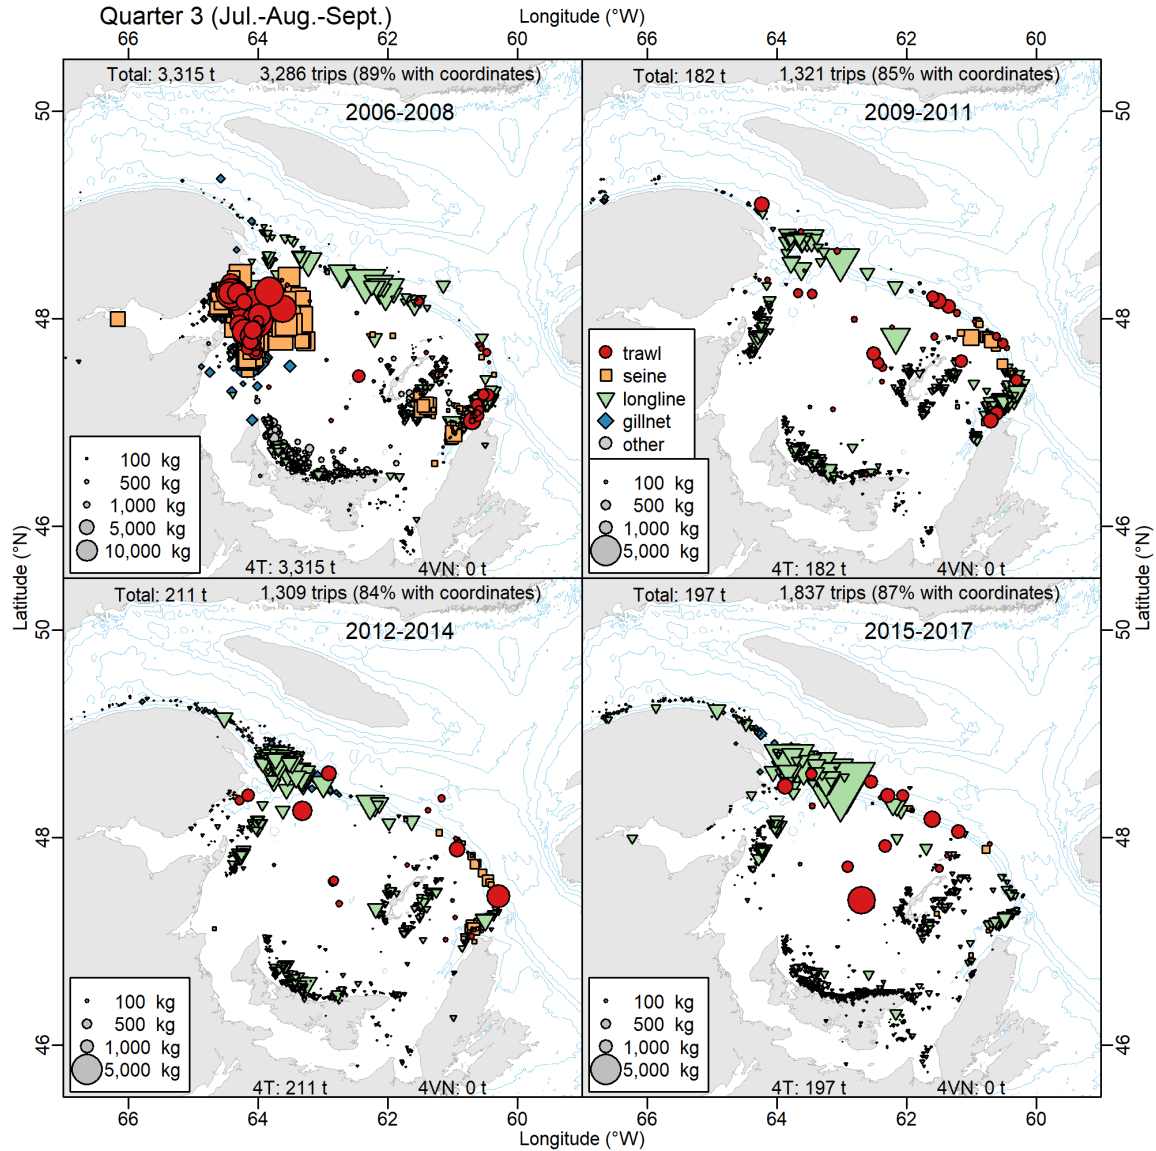 Quarter 3 (Jul.-Aug.-Sept.)
Longitude (°W)
66 64 62 60 66 64 62 60
Total: 3,315 t 3,286 trips (89% with coordinates)
2006-2008
Total: 182 t 1,321 trips (85% with coordinates)
2009-2011
50 50
48 48
46 46
trawl
seine
longline
gillnet
other
100 kg
500 kg
1,000 kg
5,000 kg
10,000 kg
100 kg
500 kg
1,000 kg
5,000 kg
4T: 3,315 t 4VN: 0 t
4T: 182 t 4VN: 0 t
Latitude (°N)
Latitude (°N)
Total: 211 t 1,309 trips (84% with coordinates)
2012-2014
Total: 197 t 1,837 trips (87% with coordinates)
2015-2017
50 50
48 48
46 46
100 kg
500 kg
1,000 kg
5,000 kg
100 kg
500 kg
1,000 kg
5,000 kg
4T: 211 t 4VN: 0 t
4T: 197 t 4VN: 0 t
66 64 62 60 66 64 62 60
Longitude (°W)